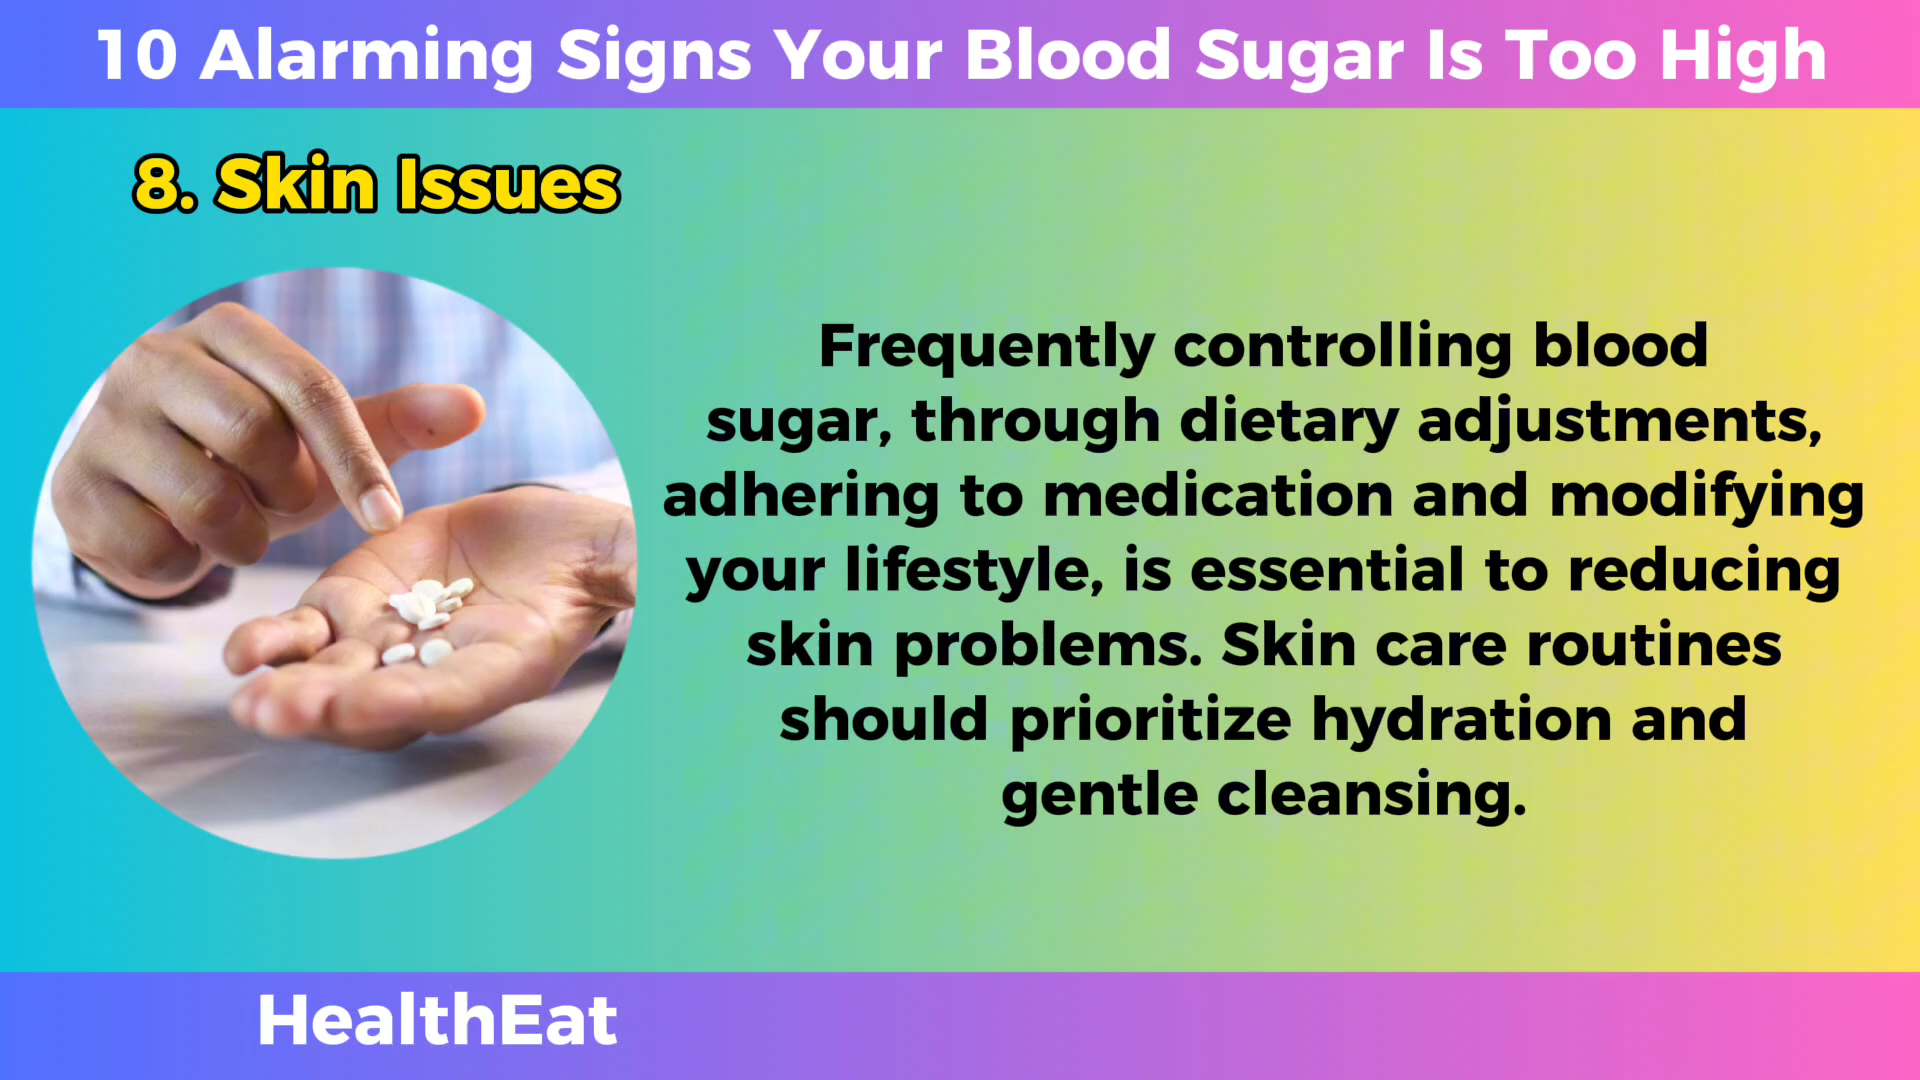 10 Alarming Signs Your Blood Sugar Is Too High
8. Skin Issues
Frequently controlling blood
sugar, through dietary adjustments,
adhering to medication and modifying
your lifestyle, is essential to reducing
skin problems. Skin care routines
should prioritize hydration and
gentle cleansing.
HealthEat